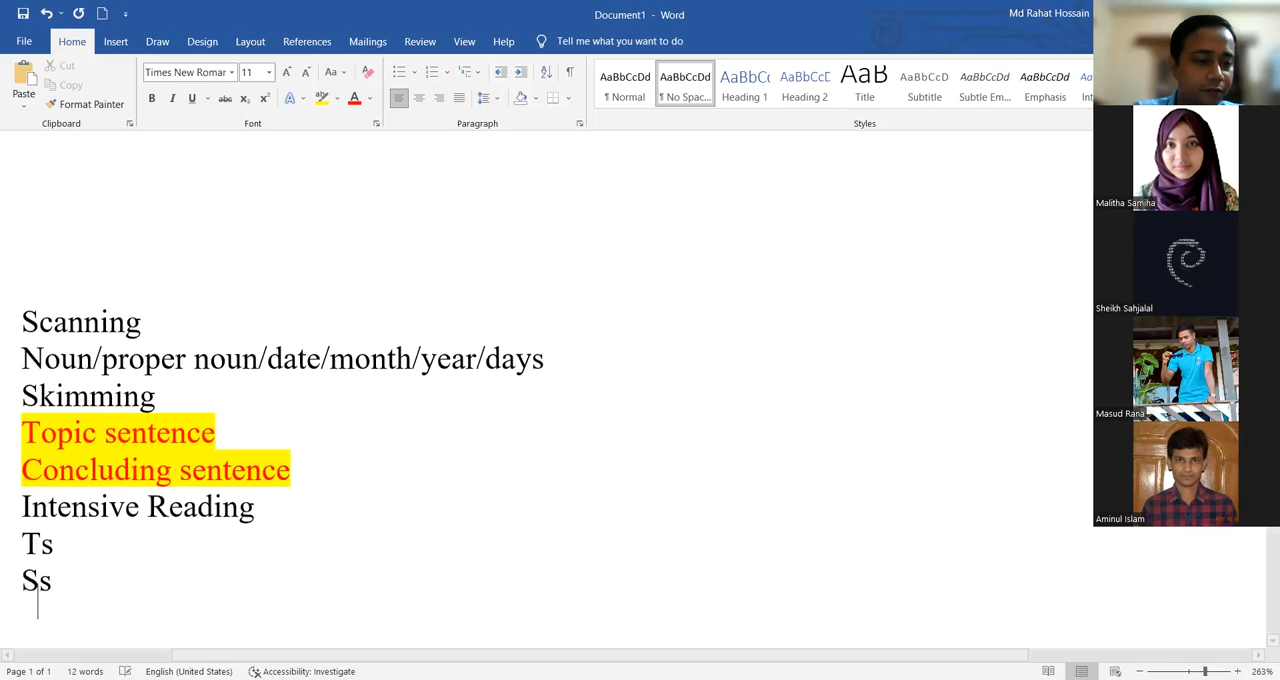 Document1 - Word
Md Rahat Hossain
File Home Insert Draw Design Layout References Mailings Review View Help Tell me what you want to do
Paste
Cut
Copy
Format Painter
Clipboard
Times New Romar 11
Font
Paragraph
AaBbCcDd AaBbCcDd AaBbCc AaBbCcD AaB AaBbCcD AaBbCcDd AaBbCcDd
¶ Normal ¶ No Spac... Heading 1 Heading 2 Title Subtitle Subtle Em... Emphasis
Styles
Scanning
Noun/proper noun/date/month/year/days
Skimming
Topic sentence
Concluding sentence
Intensive Reading
Ts
Ss
Malitha Samiha
Sheikh Sahjalal
Masud Rana
Aminul Islam
Page 1 of 1 12 words English (United States) Accessibility: Investigate 263%